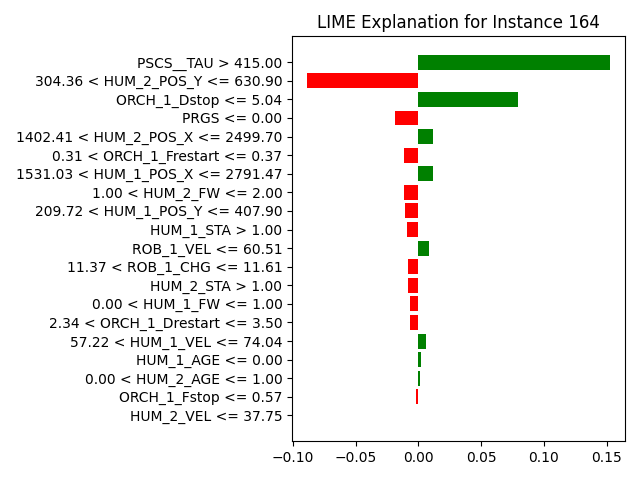 LIME Explanation for Instance 164
PSCS__TAU > 415.00
304.36 < HUM_2_POS_Y <= 630.90
ORCH_1_Dstop <= 5.04
PRGS <= 0.00
1402.41 < HUM_2_POS_X <= 2499.70
0.31 < ORCH_1_Frestart <= 0.37
1531.03 < HUM_1_POS_X <= 2791.47
1.00 < HUM_2_FW <= 2.00
209.72 < HUM_1_POS_Y <= 407.90
HUM_1_STA > 1.00
ROB_1_VEL <= 60.51
11.37 < ROB_1_CHG <= 11.61
HUM_2_STA > 1.00
0.00 < HUM_1_FW <= 1.00
2.34 < ORCH_1_Drestart <= 3.50
57.22 < HUM_1_VEL <= 74.04
HUM_1_AGE <= 0.00
0.00 < HUM_2_AGE <= 1.00
ORCH_1_Fstop <= 0.57
HUM_2_VEL <= 37.75
−0.10 −0.05 0.00 0.05 0.10 0.15